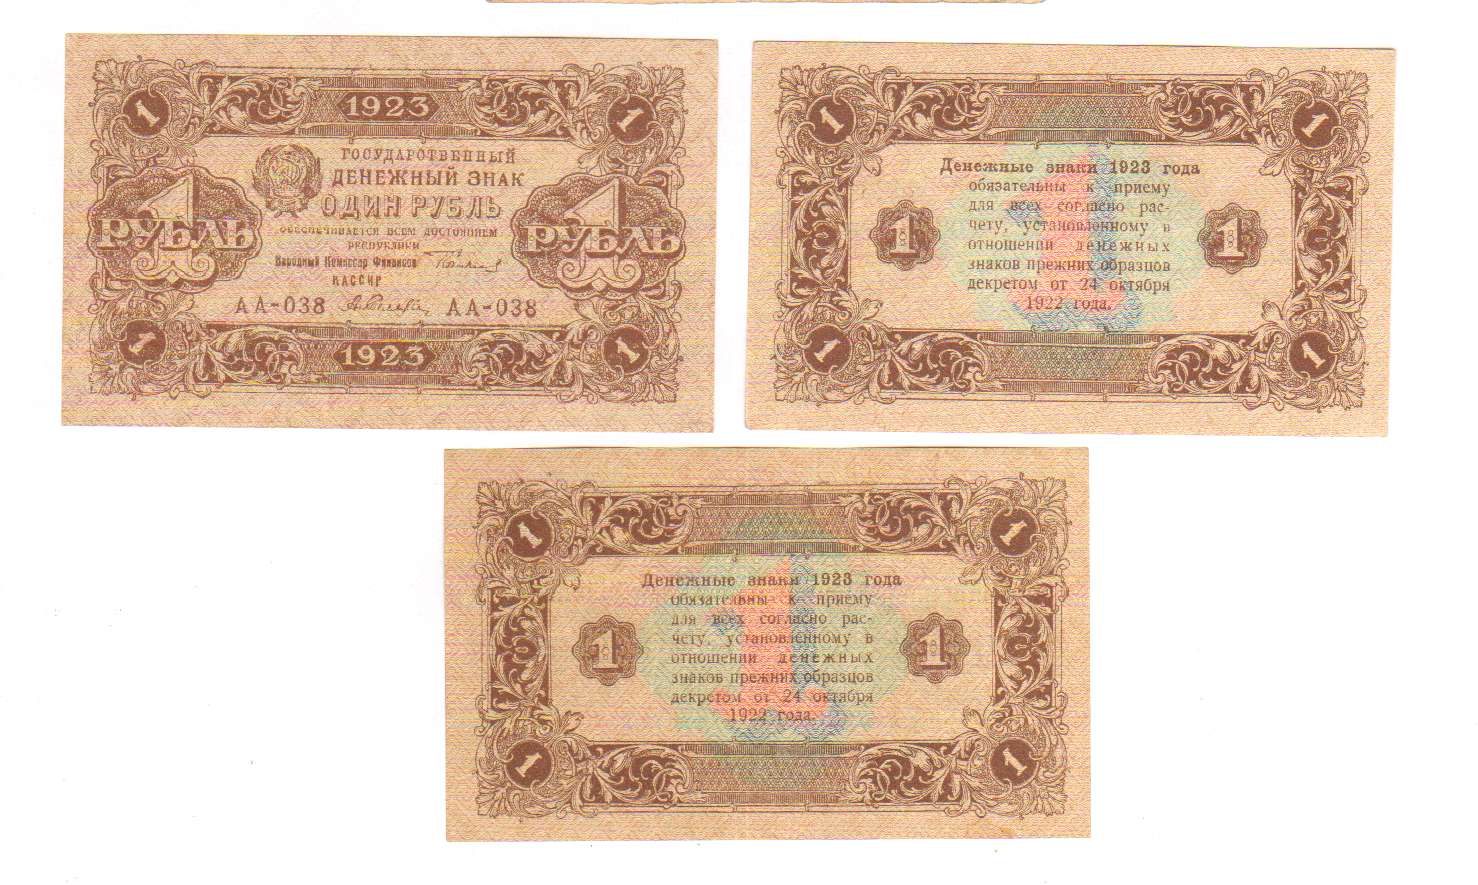 1 1923 1
ГОСУДАРСТВЕННЫЙ
ДЕНЕЖНЫЙ ЗНАК
ОДИН РУБЛЬ
ОБЕСПЕЧИВАЕТСЯ ВСЕМ ДОСТОЯНИЕМ
РЕСПУБЛИКИ
1 РУБЛЬ 1 РУБЛЬ
Народный Комиссар Финансов
КАССИР
АА-038 АА-038
1 1923 1
1 1
Денежные знаки 1923 года
обязательны к приему
для всех согласно рас-
чету, установленному в
отношении денежных
знаков прежних образцов
декретом от 24 октября
1922 года.
1 1
1 1
1 1
Денежные знаки 1923 года
обязательны к приему
для всех согласно рас-
чету, установленному в
отношении денежных
знаков прежних образцов
декретом от 24 октября
1922 года.
1 1
1 1